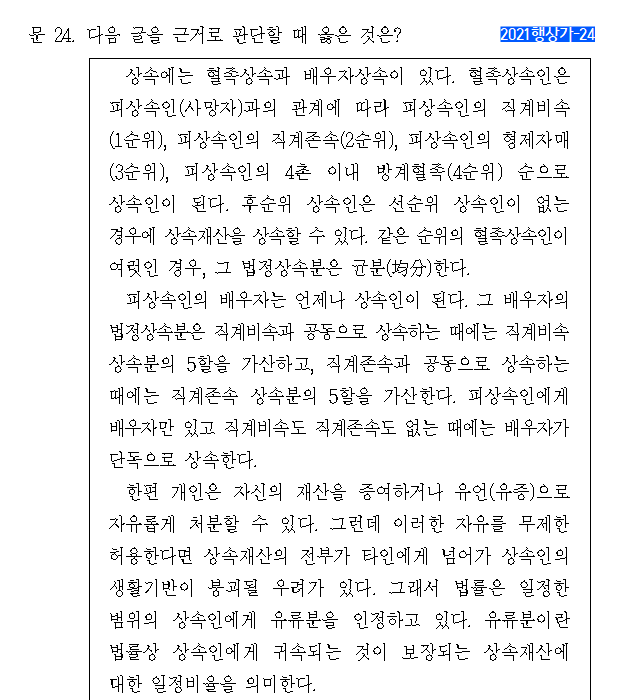 문 24. 다음 글을 근거로 판단할 때 옳은 것은?
2021행상가-24
상속에는 혈족상속과 배우자상속이 있다. 혈족상속인은
피상속인(사망자)과의 관계에 따라 피상속인의 직계비속
(1순위), 피상속인의 직계존속(2순위), 피상속인의 형제자매
(3순위), 피상속인의 4촌 이내 방계혈족(4순위) 순으로
상속인이 된다. 후순위 상속인은 선순위 상속인이 없는
경우에 상속재산을 상속할 수 있다. 같은 순위의 혈족상속인이
여럿인 경우, 그 법정상속분은 균분(均分)한다.
피상속인의 배우자는 언제나 상속인이 된다. 그 배우자의
법정상속분은 직계비속과 공동으로 상속하는 때에는 직계비속
상속분의 5할을 가산하고, 직계존속과 공동으로 상속하는
때에는 직계존속 상속분의 5할을 가산한다. 피상속인에게
배우자만 있고 직계비속도 직계존속도 없는 때에는 배우자가
단독으로 상속한다.
한편 개인은 자신의 재산을 증여하거나 유언(유증)으로
자유롭게 처분할 수 있다. 그런데 이러한 자유를 무제한
허용한다면 상속재산의 전부가 타인에게 넘어가 상속인의
생활기반이 붕괴될 우려가 있다. 그래서 법률은 일정한
범위의 상속인에게 유류분을 인정하고 있다. 유류분이란
법률상 상속인에게 귀속되는 것이 보장되는 상속재산에
대한 일정비율을 의미한다.